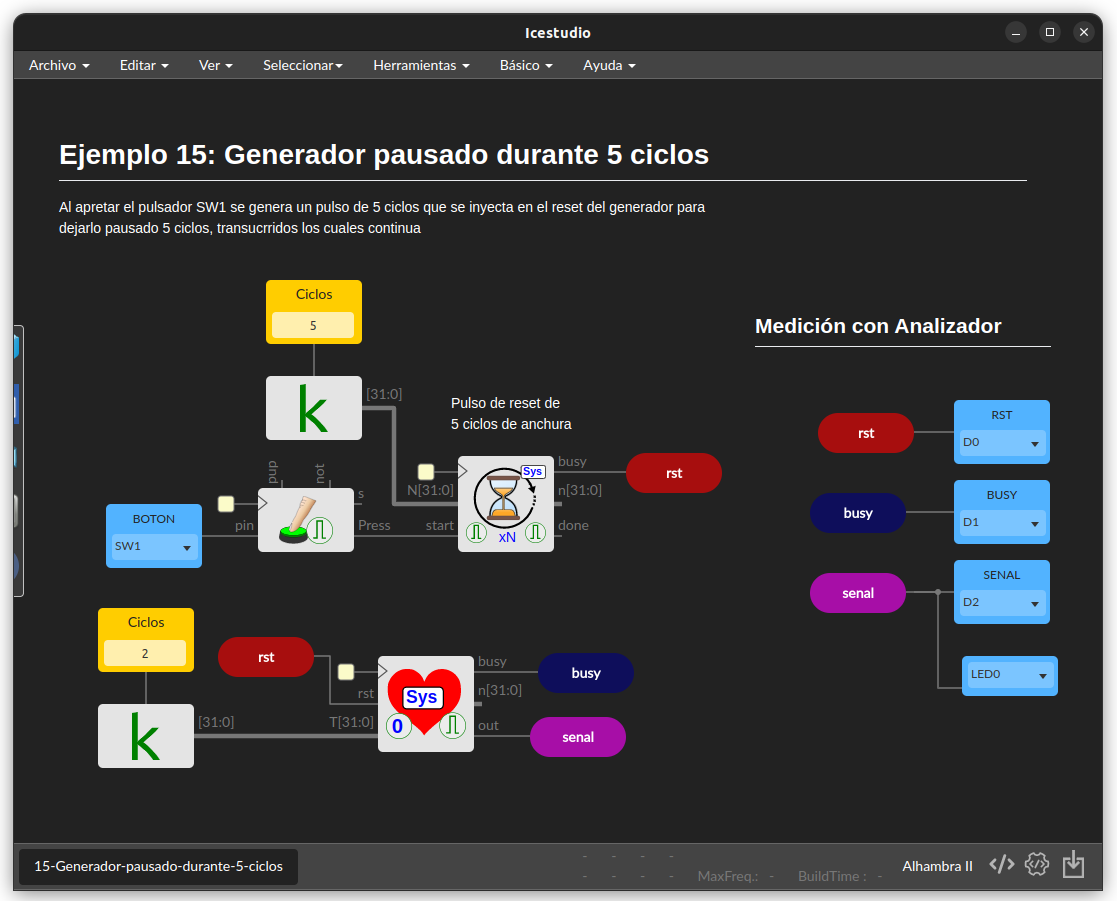 Icestudio
Archivo Editar Ver Seleccionar Herramientas Básico Ayuda
Ejemplo 15: Generador pausado durante 5 ciclos
Al apretar el pulsador SW1 se genera un pulso de 5 ciclos que se inyecta en el reset del generador para
dejarlo pausado 5 ciclos, transucrridos los cuales continua
Ciclos
5
k
[31:0]
Pulso de reset de
5 ciclos de anchura
pup
not
s
pin
Press
BOTON
SW1
N[31:0]
start
Sys
xN
busy
n[31:0]
done
rst
Ciclos
2
k
[31:0]
rst
rst
T[31:0]
Sys
0
busy
n[31:0]
out
busy
senal
Medición con Analizador
rst
RST
D0
busy
BUSY
D1
senal
SENAL
D2
LED0
15-Generador-pausado-durante-5-ciclos
- - - -
- - - - MaxFreq.: - BuildTime : -
Alhambra II